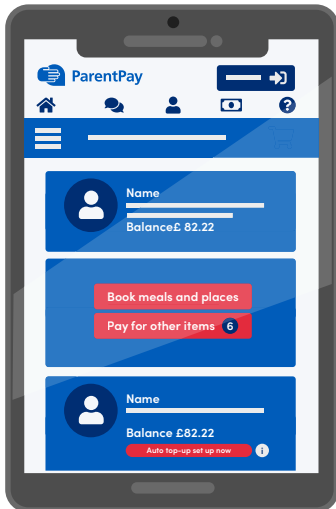 ParentPay
?
Name
Balance£ 82.22
Book meals and places
Pay for other items 6
Name
Balance £82.22
Auto top-up set up now i